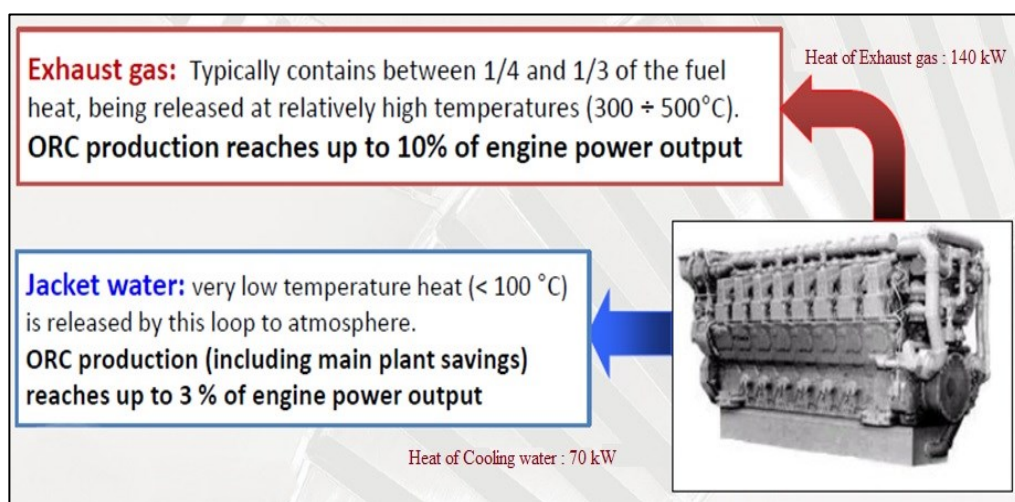 Exhaust gas: Typically contains between 1/4 and 1/3 of the fuel
heat, being released at relatively high temperatures (300 ÷ 500°C).
ORC production reaches up to 10% of engine power output
Heat of Exhaust gas : 140 kW
Jacket water: very low temperature heat (< 100 °C)
is released by this loop to atmosphere.
ORC production (including main plant savings)
reaches up to 3 % of engine power output
Heat of Cooling water : 70 kW